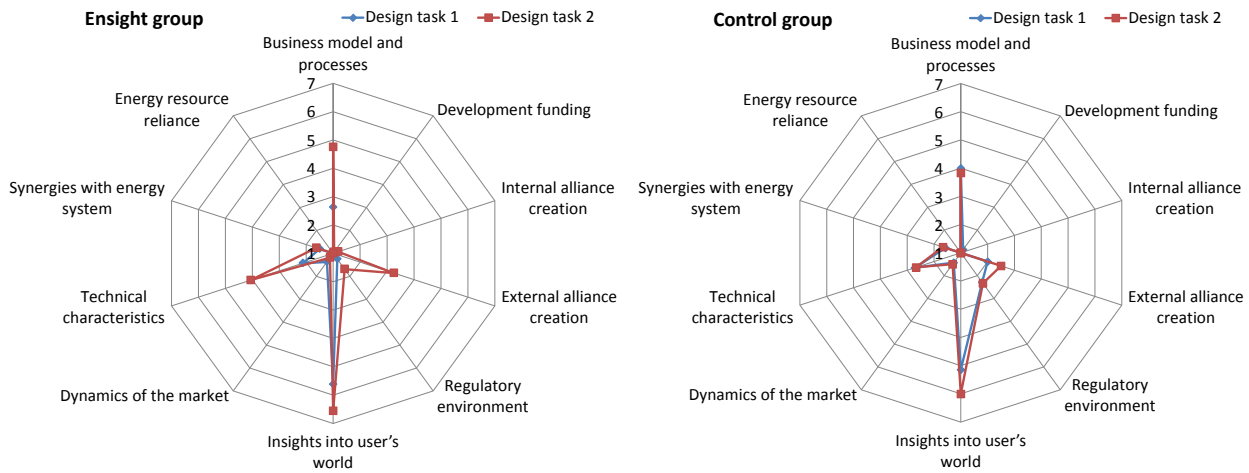 Ensight group
Design task 1
Design task 2
Business model and
processes
Development funding
Internal alliance
creation
External alliance
creation
Regulatory
environment
Insights into user's
world
Dynamics of the market
Technical
characteristics
Synergies with energy
system
Energy resource
reliance
7
6
5
4
3
2
1
Control group
Design task 1
Design task 2
Business model and
processes
Development funding
Internal alliance
creation
External alliance
creation
Regulatory
environment
Insights into user's
world
Dynamics of the market
Technical
characteristics
Synergies with energy
system
Energy resource
reliance
7
6
5
4
3
2
1